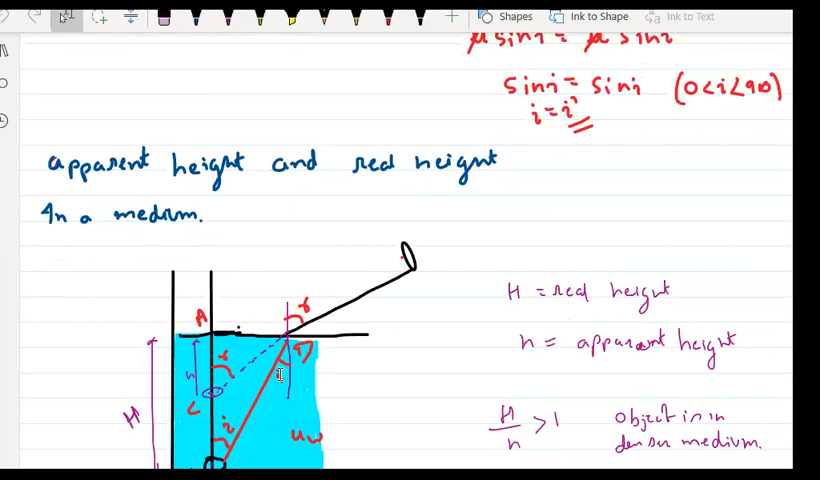 Shapes
Ink to Shape
Ink to Text
μ sin i = μ sin i'
sin i = sin i' (0<i<90)
i = i'
apparent height and real height
In a medium.
H = real height
h = apparent height
H/h > 1
object is in
denser medium.
A
r
r
h
C
i
H
μw